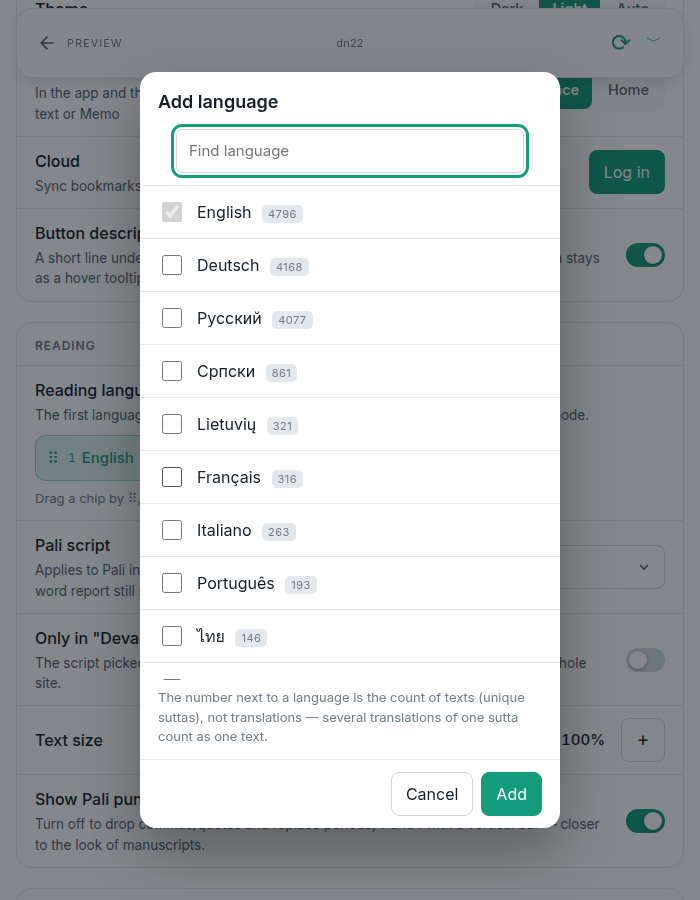 PREVIEW
dn22
In the app and th
text or Memo
Home
Cloud
Sync bookmarks
Log in
Button descrip
A short line unde
stays
as a hover tooltip
READING
Reading langu
The first languag
ode.
1 English
Drag a chip by
Pali script
Applies to Pali in
word report still
Only in "Deva
The script picked
hole
site.
Text size
100%
+
Show Pali pun
Turn off to drop
closer
to the look of manuscripts.
Add language
Find language
English 4796
Deutsch 4168
Русский 4077
Српски 861
Lietuvių 321
Français 316
Italiano 263
Português 193
ไทย 146
The number next to a language is the count of texts (unique
suttas), not translations — several translations of one sutta
count as one text.
Cancel
Add